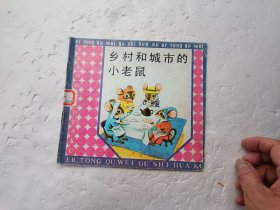 er tong qu wei gu shi hua ku er tong qu wei
乡村和城市的
小老鼠
ER TONG QU WEI GU SHI HUA K